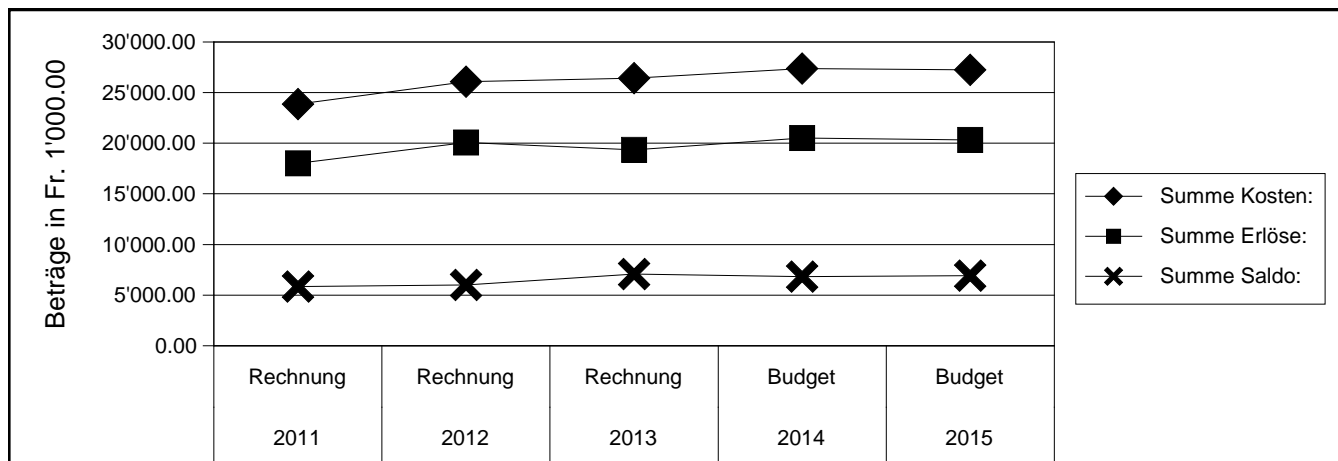 Beträge in Fr. 1'000.00
30'000.00
25'000.00
20'000.00
15'000.00
10'000.00
5'000.00
0.00
Rechnung Rechnung Rechnung Budget Budget
2011 2012 2013 2014 2015
Summe Kosten:
Summe Erlöse:
Summe Saldo: